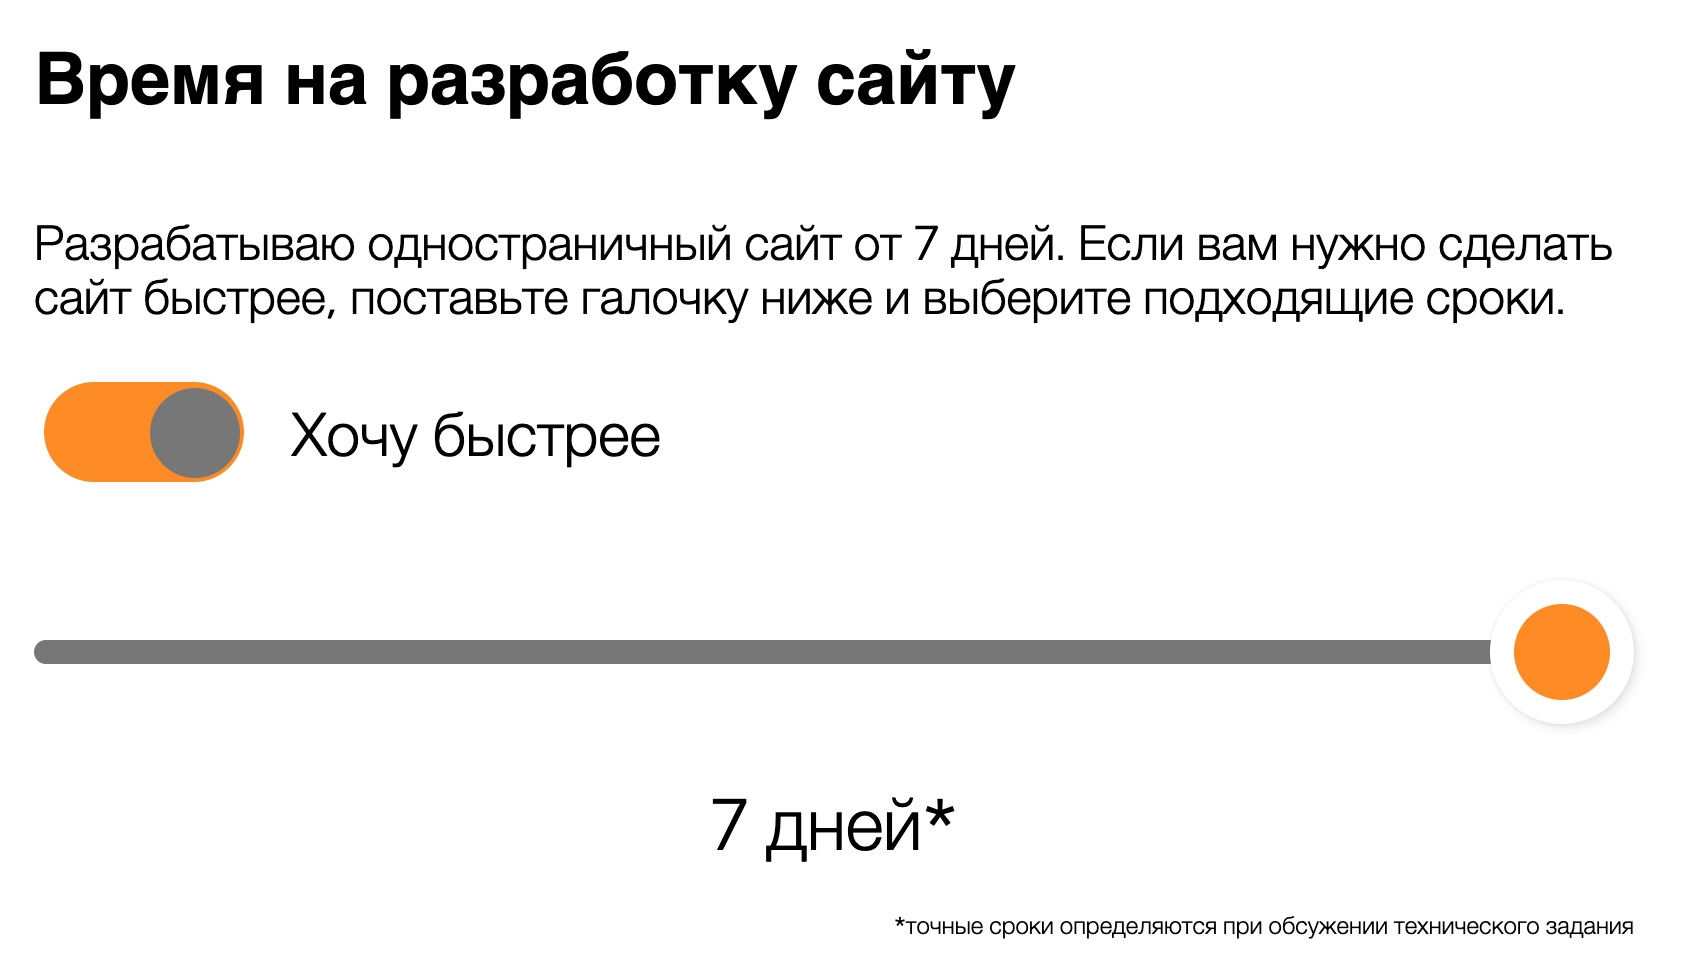 Время на разработку сайту
Разрабатываю одностраничный сайт от 7 дней. Если вам нужно сделать
сайт быстрее, поставьте галочку ниже и выберите подходящие сроки.
Хочу быстрее
7 дней*
*точные сроки определяются при обсужении технического задания